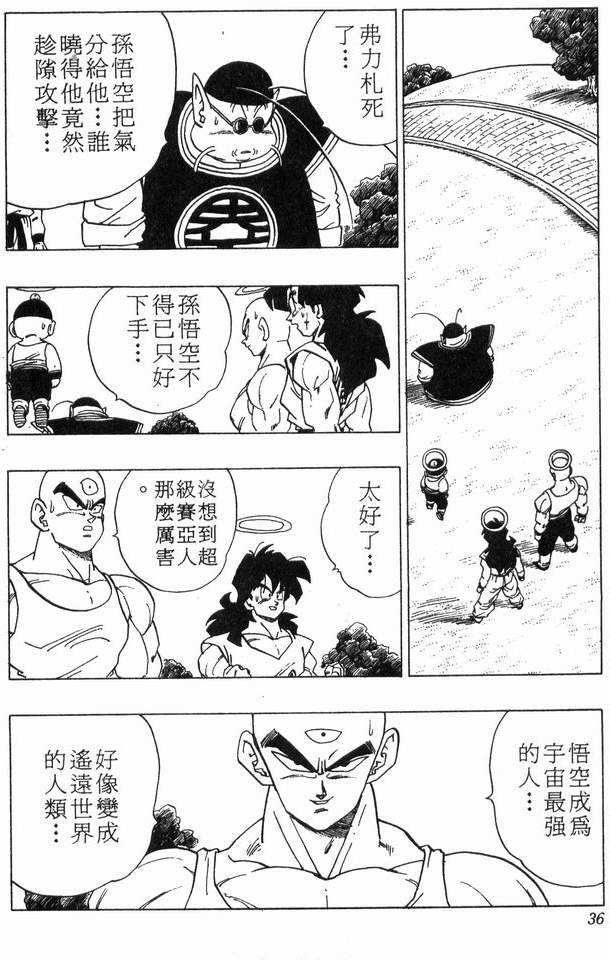 弗力札死
了⋯
孫悟空把氣
分給他⋯誰
曉得他竟然
趁隙攻擊⋯
孫悟空不
得已只好
下手⋯
太好了⋯
沒想到超
級賽亞人
那麼厲害
。
悟空成為
宇宙最强
的人⋯
好像變成
遙遠世界
的人類⋯
36